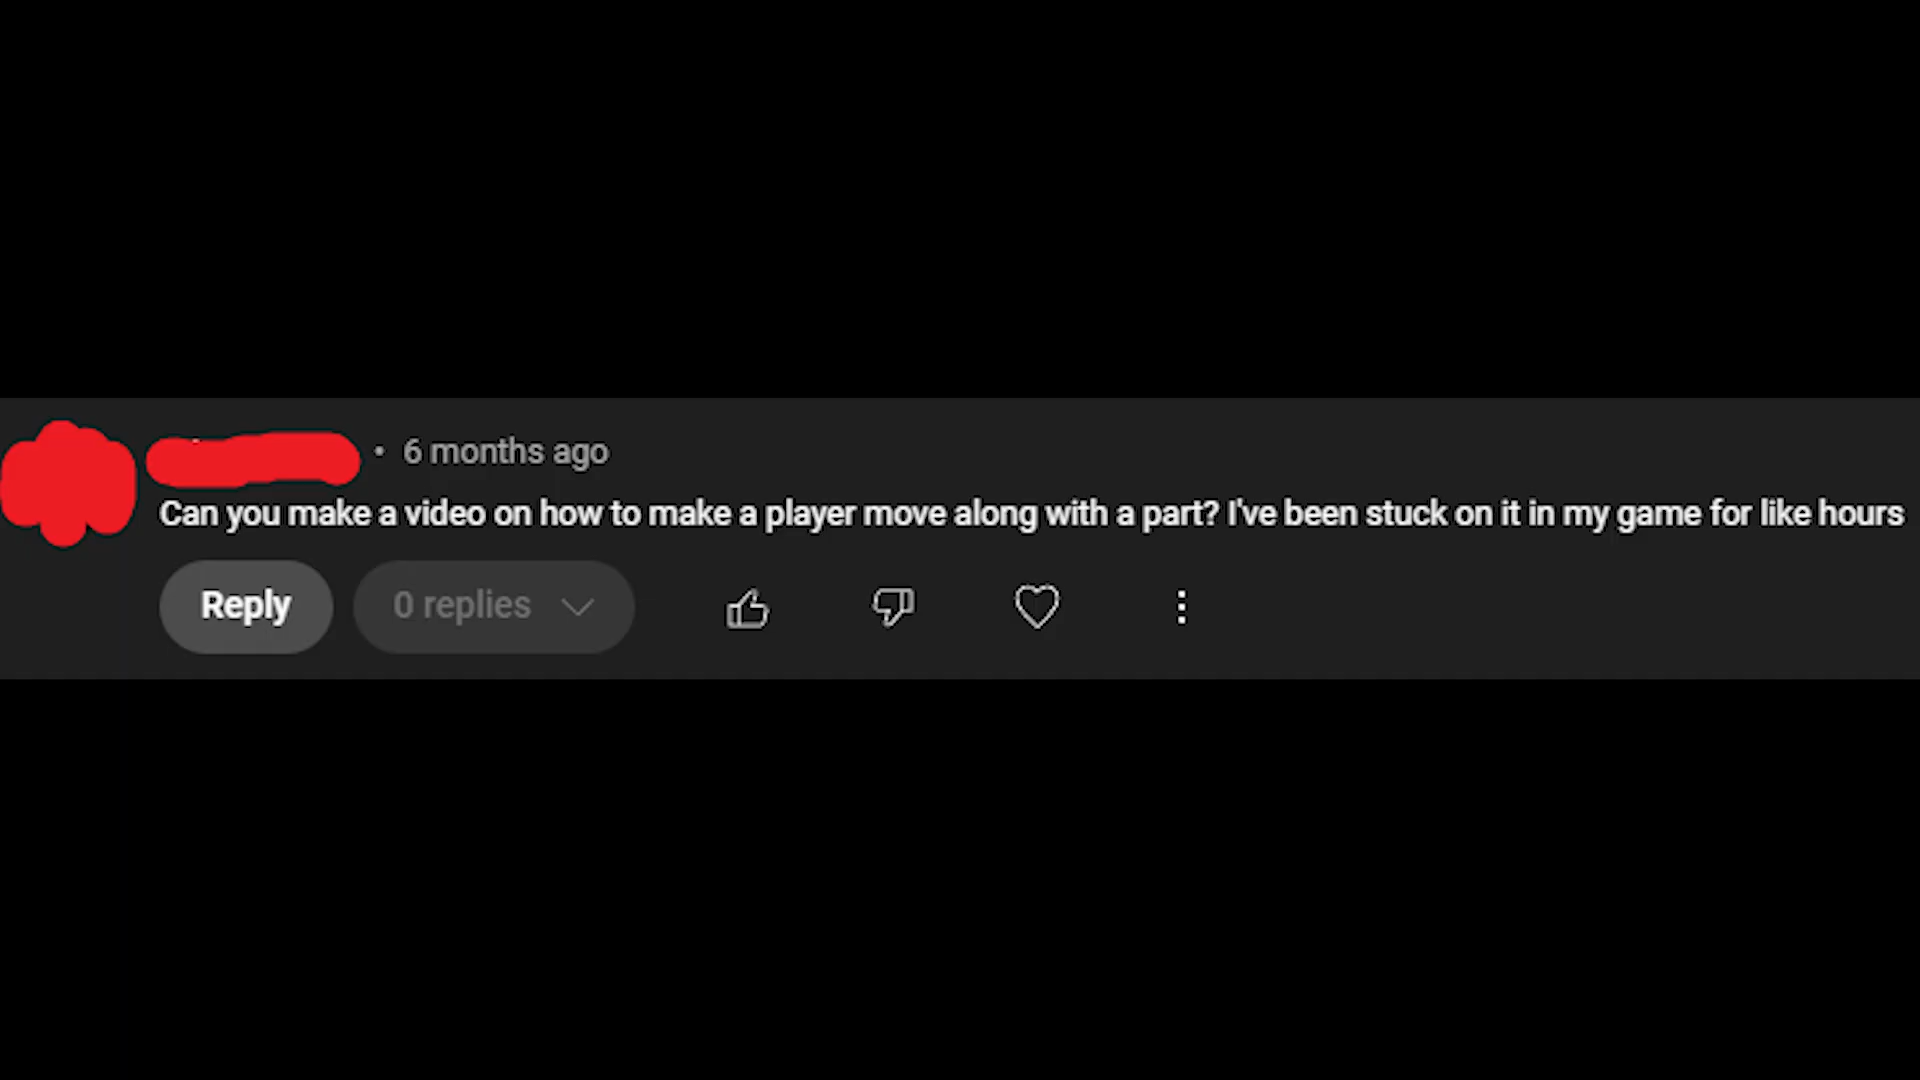 • 6 months ago
Can you make a video on how to make a player move along with a part? I've been stuck on it in my game for like hours
Reply 0 replies